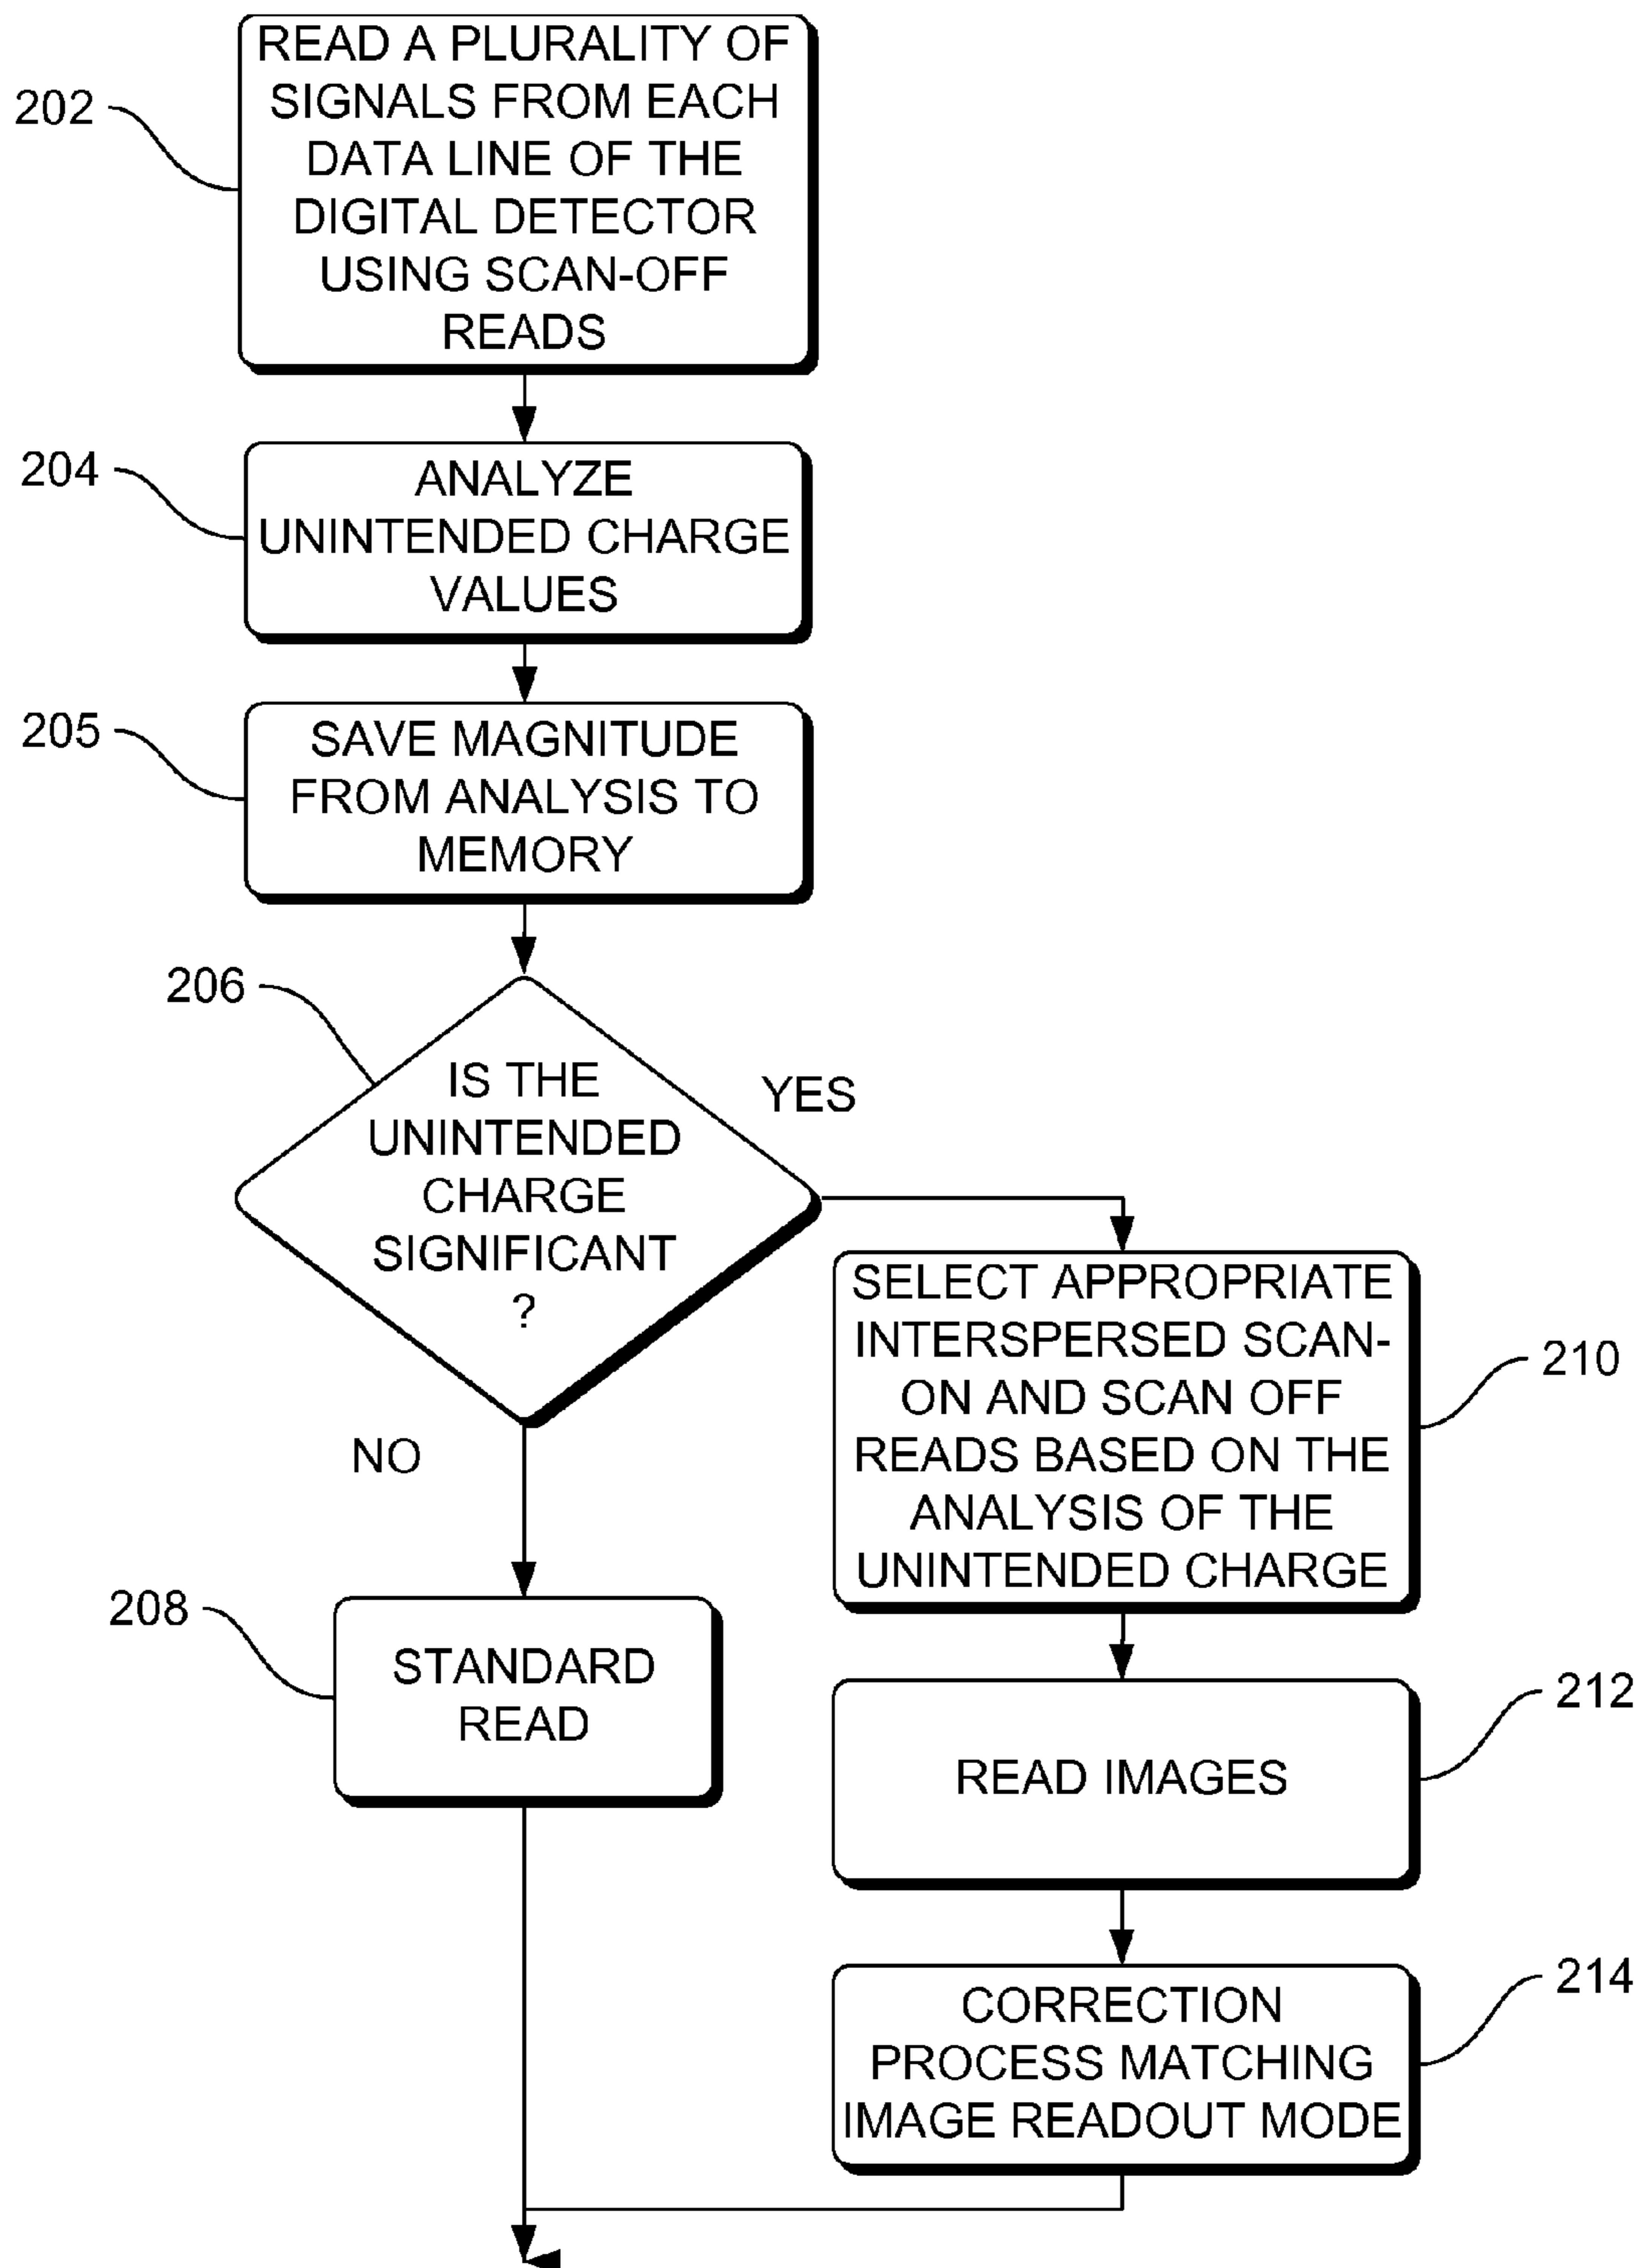 202
READ A PLURALITY OF
SIGNALS FROM EACH
DATA LINE OF THE
DIGITAL DETECTOR
USING SCAN-OFF
READS
204
ANALYZE
UNINTENDED CHARGE
VALUES
205
SAVE MAGNITUDE
FROM ANALYSIS TO
MEMORY
206
IS THE
UNINTENDED
CHARGE
SIGNIFICANT
?
YES
NO
208
STANDARD
READ
SELECT APPROPRIATE
INTERSPERSED SCAN-
ON AND SCAN OFF
READS BASED ON THE
ANALYSIS OF THE
UNINTENDED CHARGE
210
READ IMAGES
212
CORRECTION
PROCESS MATCHING
IMAGE READOUT MODE
214